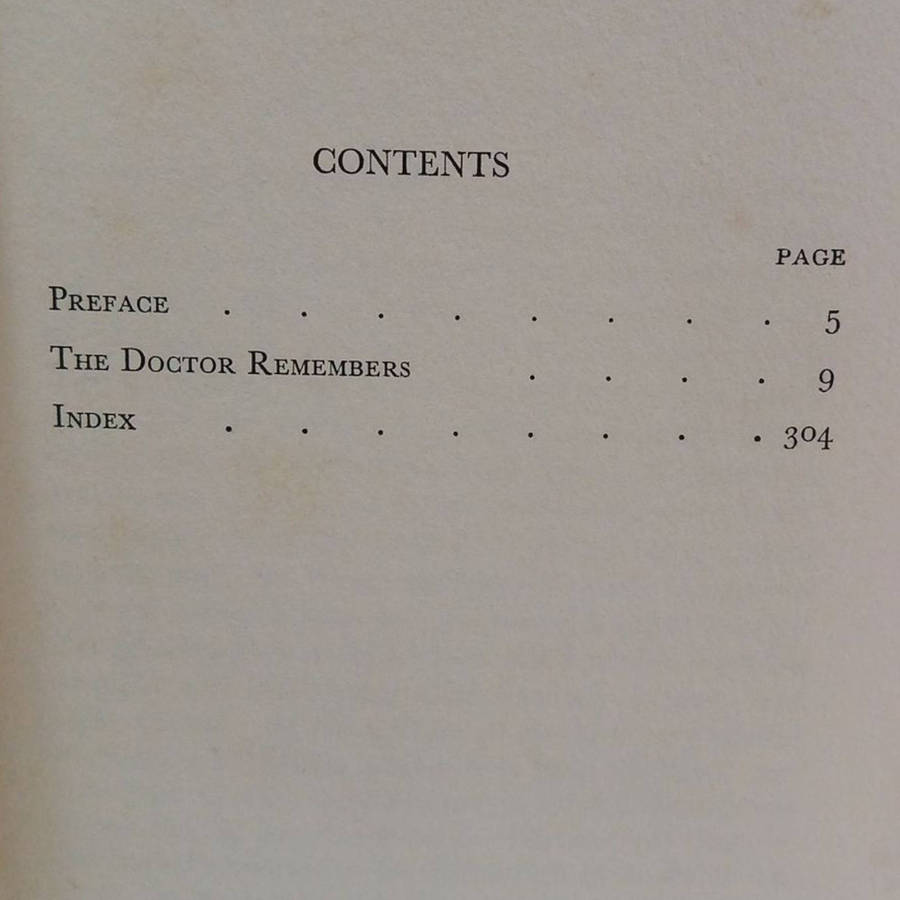 CONTENTS
PAGE
Preface . . . . . . . . 5
The Doctor Remembers . . . . 9
Index . . . . . . . . 304